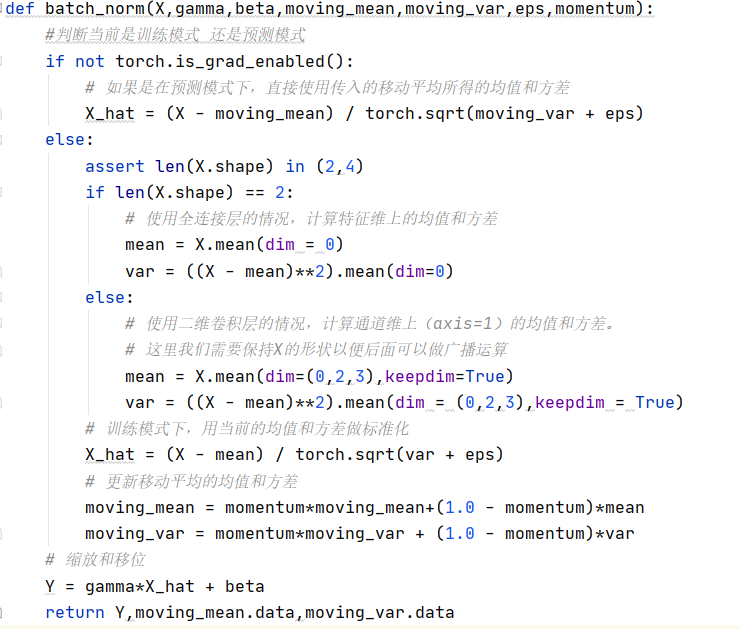 def batch_norm(X,gamma,beta,moving_mean,moving_var,eps,momentum):
    #判断当前是训练模式 还是预测模式
    if not torch.is_grad_enabled():
        # 如果是在预测模式下，直接使用传入的移动平均所得的均值和方差
        X_hat = (X - moving_mean) / torch.sqrt(moving_var + eps)
    else:
        assert len(X.shape) in (2,4)
        if len(X.shape) == 2:
            # 使用全连接层的情况，计算特征维上的均值和方差
            mean = X.mean(dim = 0)
            var = ((X - mean)**2).mean(dim=0)
        else:
            # 使用二维卷积层的情况，计算通道维上（axis=1）的均值和方差。
            # 这里我们需要保持X的形状以便后面可以做广播运算
            mean = X.mean(dim=(0,2,3),keepdim=True)
            var = ((X - mean)**2).mean(dim = (0,2,3),keepdim = True)
        # 训练模式下，用当前的均值和方差做标准化
        X_hat = (X - mean) / torch.sqrt(var + eps)
        # 更新移动平均的均值和方差
        moving_mean = momentum*moving_mean+(1.0 - momentum)*mean
        moving_var = momentum*moving_var + (1.0 - momentum)*var
    # 缩放和移位
    Y = gamma*X_hat + beta
    return Y,moving_mean.data,moving_var.data